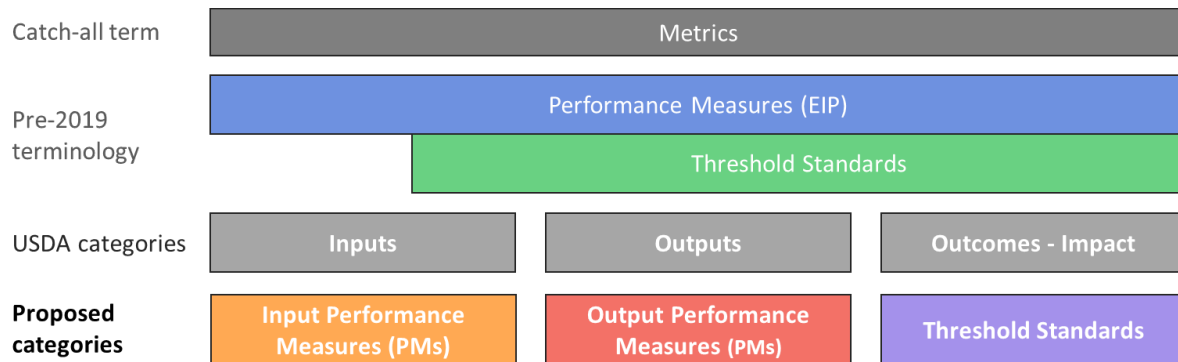 Catch-all term
Metrics
Pre-2019
terminology
Performance Measures (EIP)
Threshold Standards
USDA categories
Inputs
Outputs
Outcomes - Impact
Proposed
categories
Input Performance
Measures (PMs)
Output Performance
Measures (PMs)
Threshold Standards